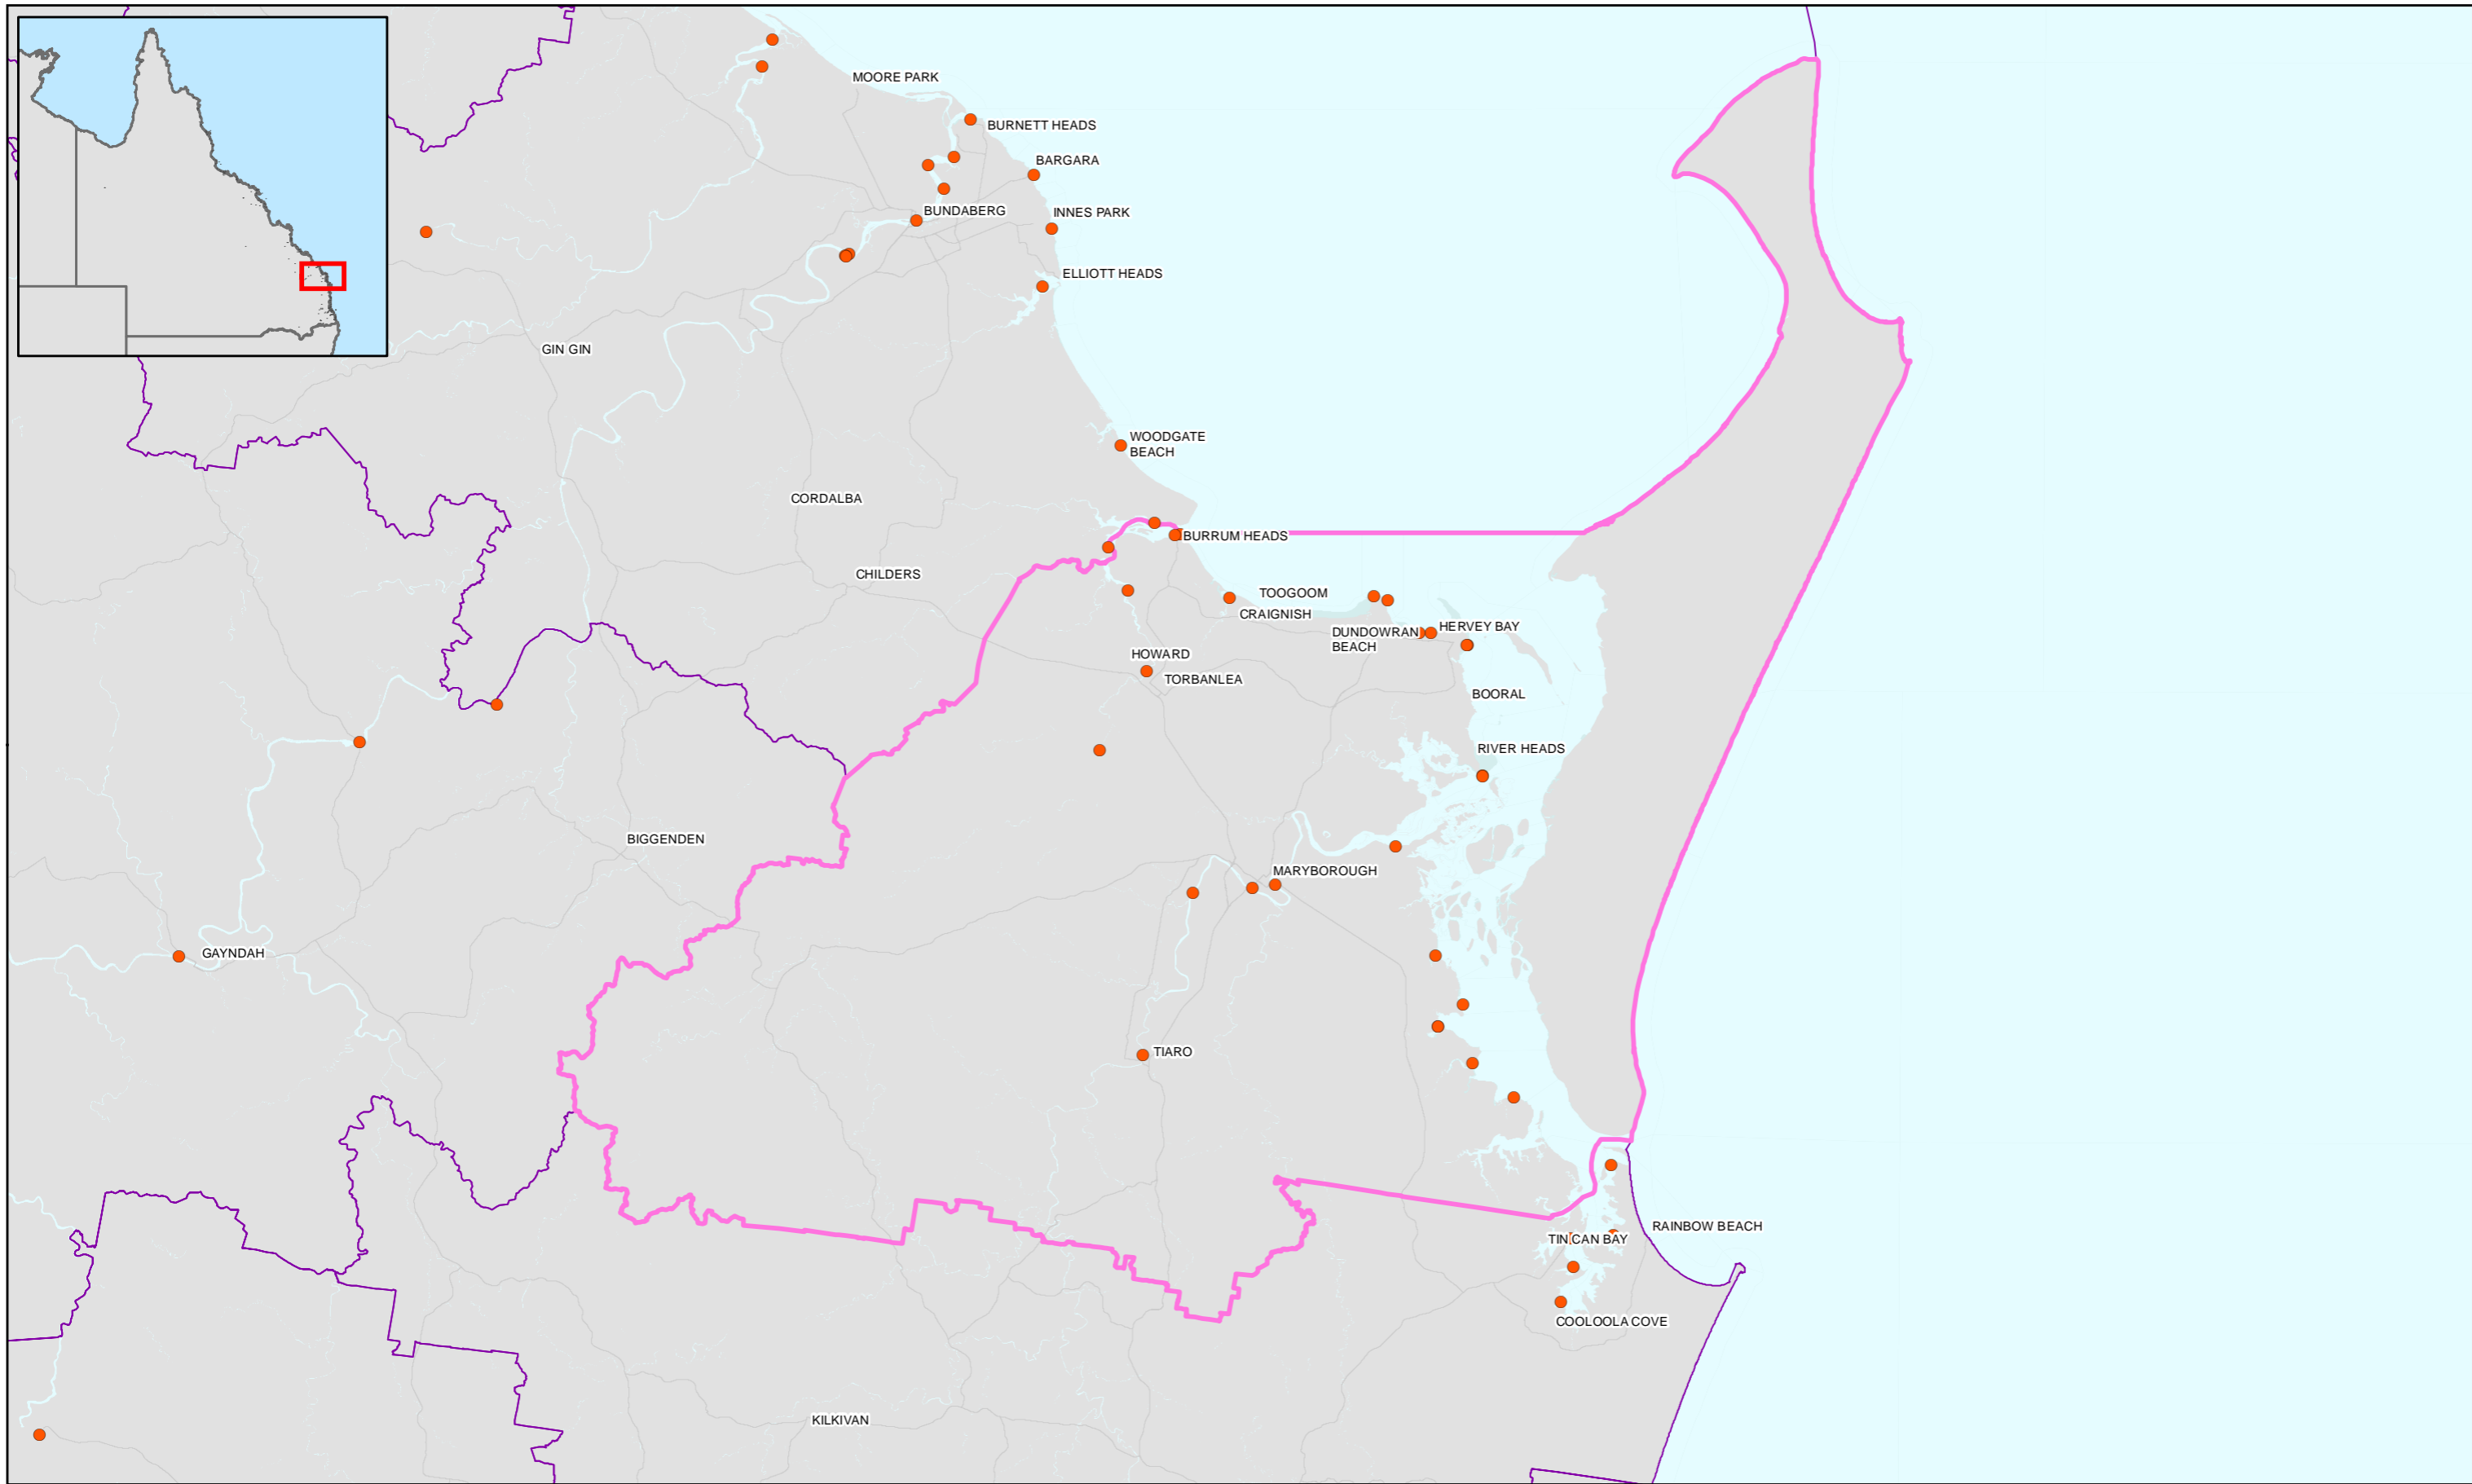 MOORE PARK
BURNETT HEADS
BARGARA
BUNDABERG
INNES PARK
ELLIOTT HEADS
GIN GIN
WOODGATE
BEACH
CORDALBA
BURRUM HEADS
CHILDERS
TOOGOOM
CRAIGNISH
DUNDOWRAN
BEACH
HERVEY BAY
HOWARD
TORBANLEA
BOORAL
RIVER HEADS
BIGGENDEN
MARYBOROUGH
GAYNDAH
TIARO
RAINBOW BEACH
TIN CAN BAY
COOLOOLA COVE
KILKIVAN